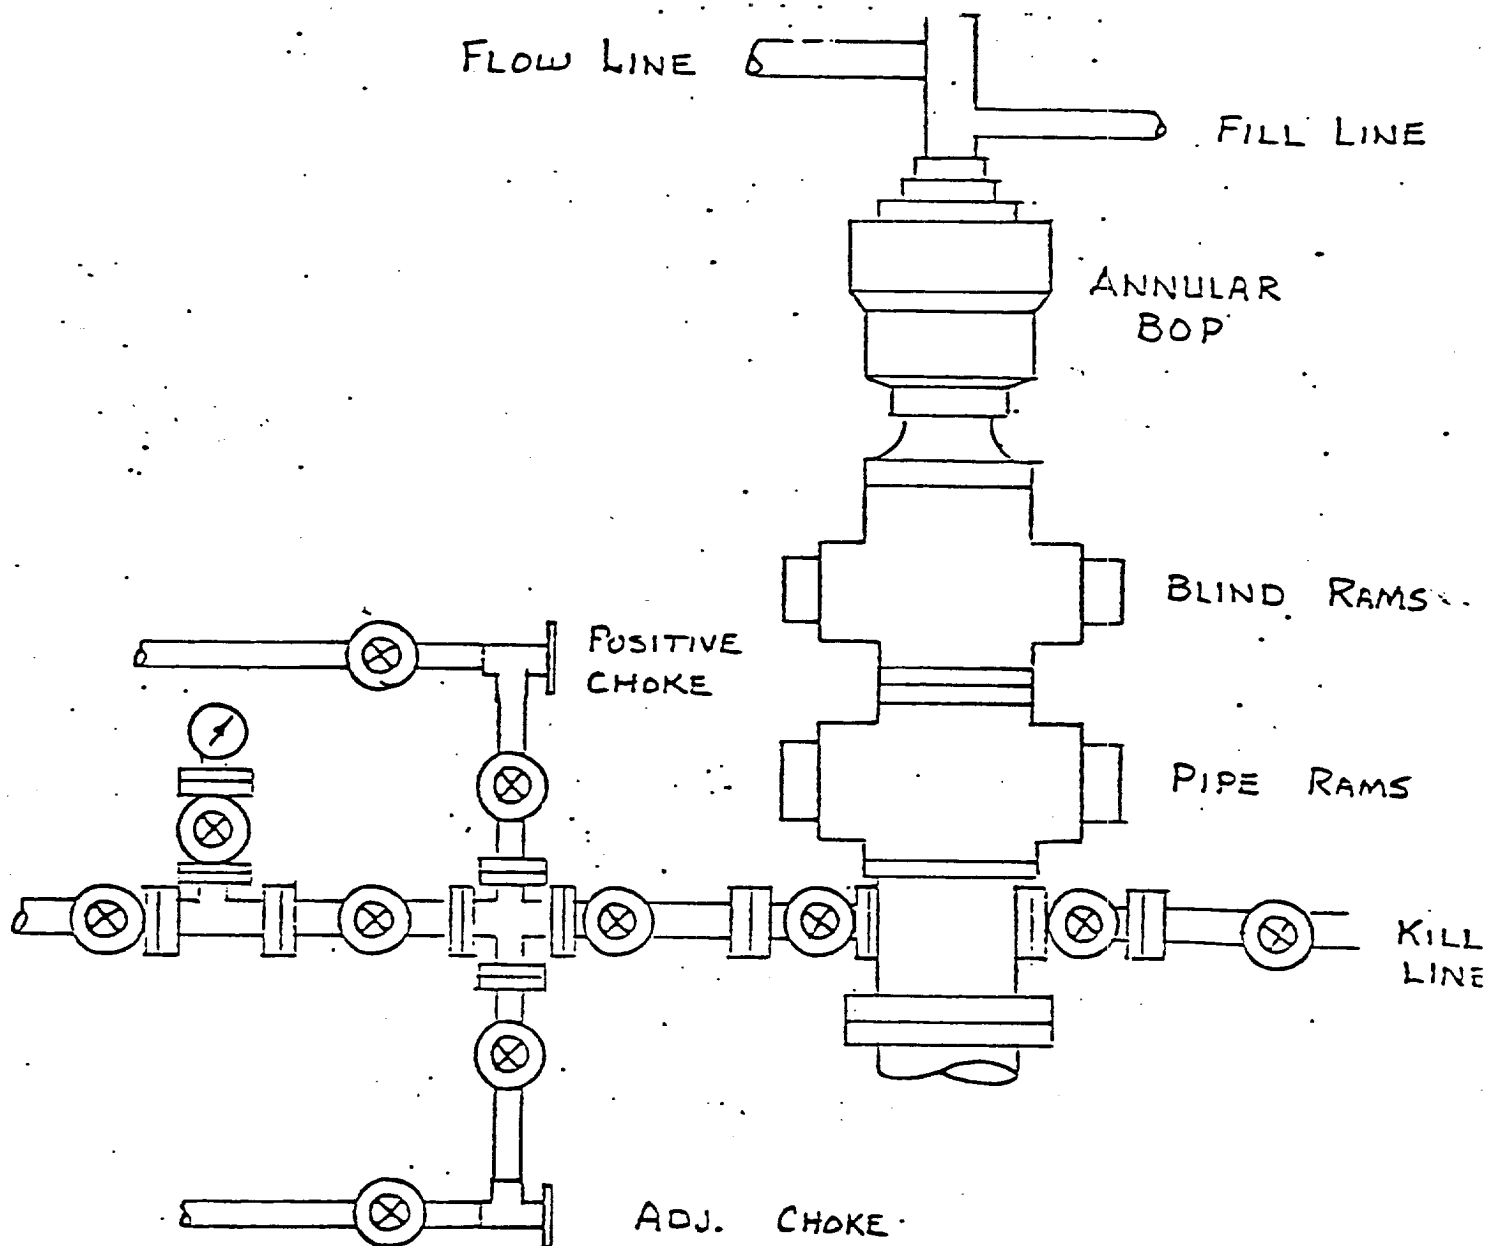 FLOW LINE
FILL LINE
ANNULAR
BOP
BLIND RAMS
POSITIVE
CHOKE
PIPE RAMS
KILL
LINE
ADJ. CHOKE